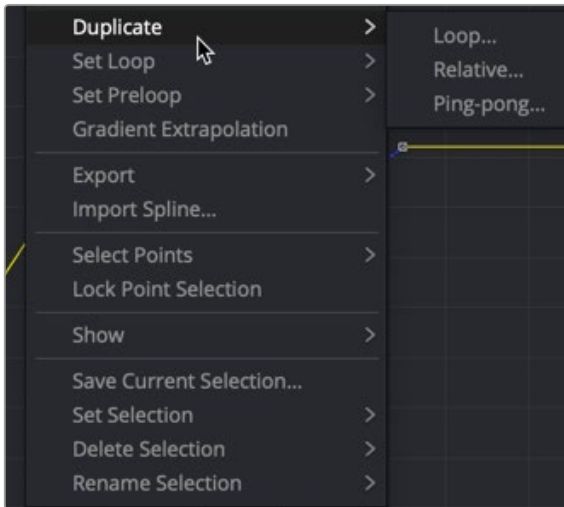 Duplicate
Set Loop
Set Preloop
Gradient Extrapolation
Export
Import Spline...
Select Points
Lock Point Selection
Show
Save Current Selection...
Set Selection
Delete Selection
Rename Selection
Loop...
Relative...
Ping-pong...